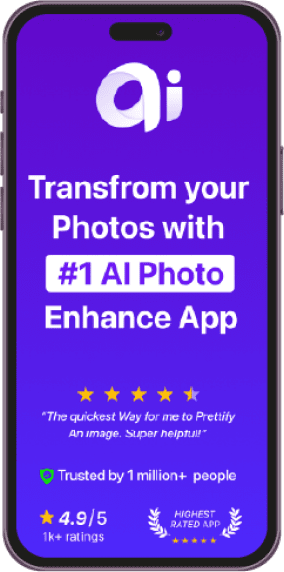 ai
Transfrom your
Photos with
#1 AI Photo
Enhance App
"The quickest Way for me to Prettify
An image. Super helpful!"
Trusted by 1 million+ people
4.9/5
1k+ ratings
HIGHEST
RATED APP